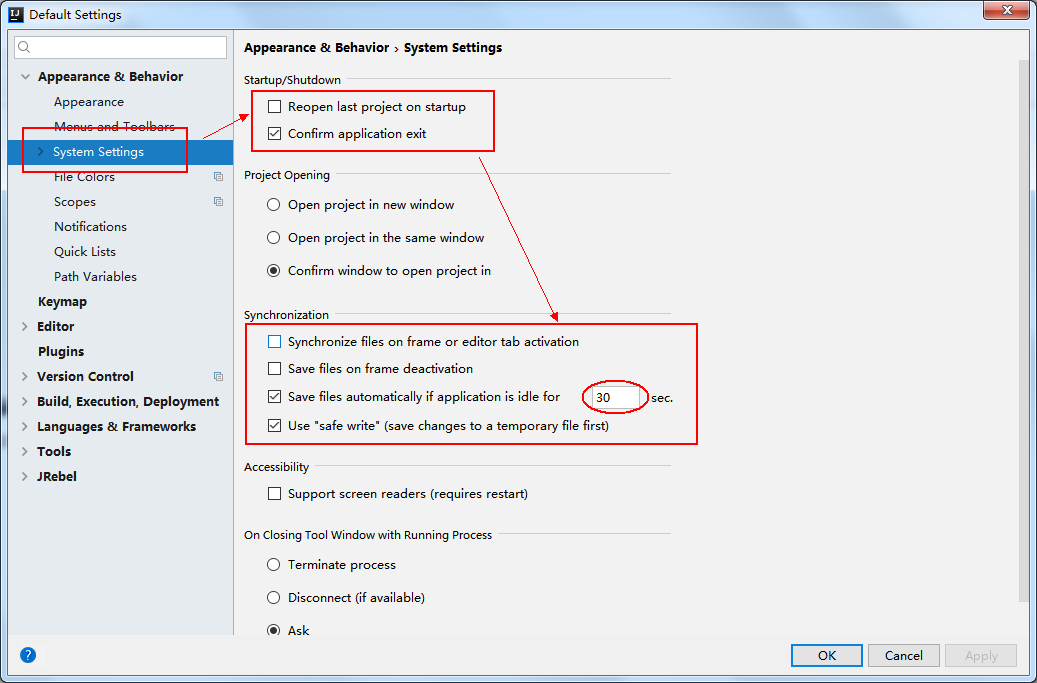 Default Settings
Appearance & Behavior
Appearance
Menus and Toolbars
System Settings
File Colors
Scopes
Notifications
Quick Lists
Path Variables
Keymap
Editor
Plugins
Version Control
Build, Execution, Deployment
Languages & Frameworks
Tools
JRebel
Appearance & Behavior › System Settings
Startup/Shutdown
Reopen last project on startup
Confirm application exit
Project Opening
Open project in new window
Open project in the same window
Confirm window to open project in
Synchronization
Synchronize files on frame or editor tab activation
Save files on frame deactivation
Save files automatically if application is idle for 30 sec.
Use "safe write" (save changes to a temporary file first)
Accessibility
Support screen readers (requires restart)
On Closing Tool Window with Running Process
Terminate process
Disconnect (if available)
Ask
? OK Cancel Apply